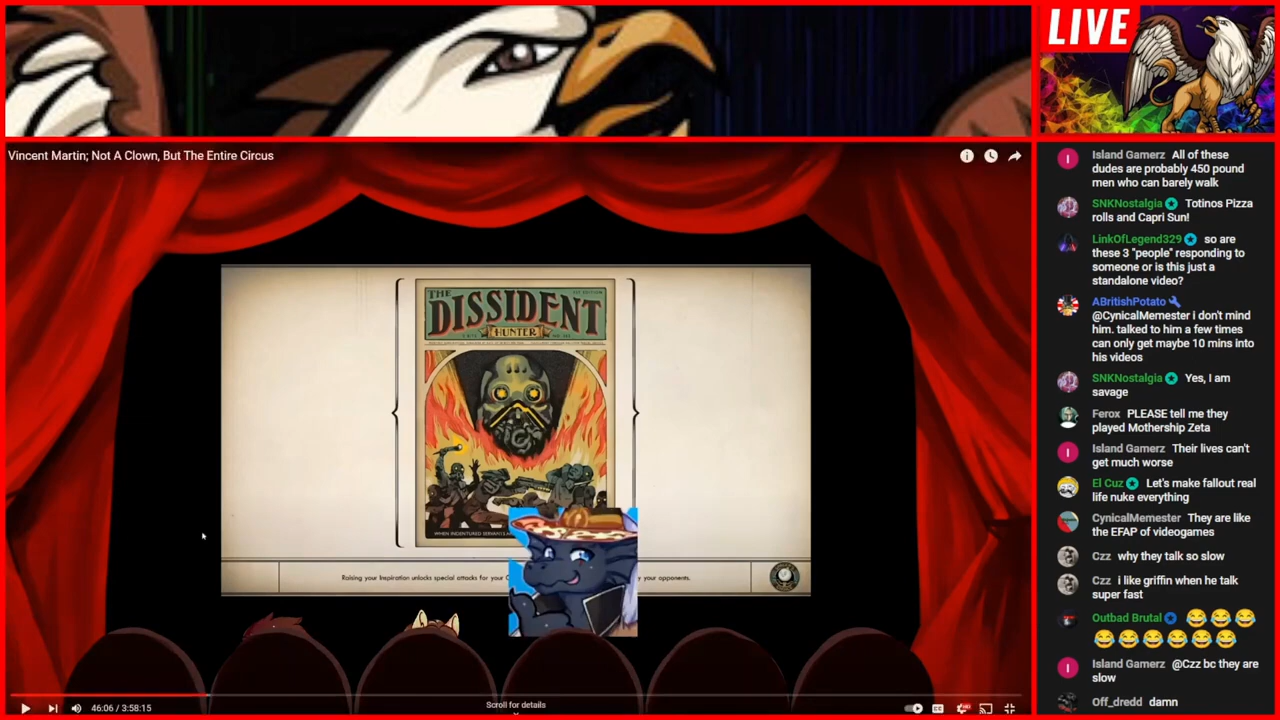 LIVE
Vincent Martin; Not A Clown, But The Entire Circus
THE
DISSIDENT
HUNTER
WHEN INDENTURED
Raising your Inspiration unlocks special attacks for your
your opponents.
46:06 / 3:58:15
Scroll for details
Island Gamerz All of these
dudes are probably 450 pound
men who can barely walk
SNKNostalgia Totinos Pizza
rolls and Capri Sun!
LinkOfLegend329 so are
these 3 "people" responding to
someone or is this just a
standalone video?
ABritishPotato
@CynicalMemester i don't mind
him. talked to him a few times
can only get maybe 10 mins into
his videos
SNKNostalgia Yes, I am
savage
Ferox PLEASE tell me they
played Mothership Zeta
Island Gamerz Their lives can't
get much worse
El Cuz Let's make fallout real
life nuke everything
CynicalMemester They are like
the EFAP of videogames
Czz why they talk so slow
Czz i like griffin when he talk
super fast
Outbad Brutal 😂😂😂
😂😂😂😂😂😂
Island Gamerz @Czz bc they are
slow
Off_dredd damn